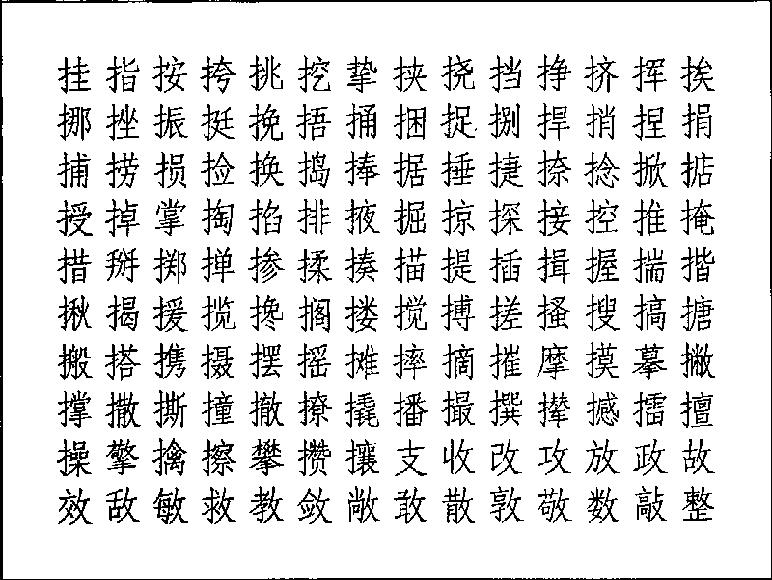 挂指按挎挑挖挚挟挠挡挣挤挥挨
挪挫振挺挽捂捅捆捉捌捍捎捏捐
捕捞损捡换捣捧据捶捷捺捻掀掂
授掉掌掏掐排掖掘掠探接控推掩
措掰掷掸掺揉揍描提插揖握揣揩
揪揭援揽搀搁搂搅搏搓搔搜搞搪
搬搭携摄摆摇摊摔摘摧摩摸摹撇
撑撒撕撞撤撩撬播撮撰撵撼擂擅
操擎擒擦攀攒攘支收改攻放政故
效敌敏救教敛敞敢散敦敬数敲整